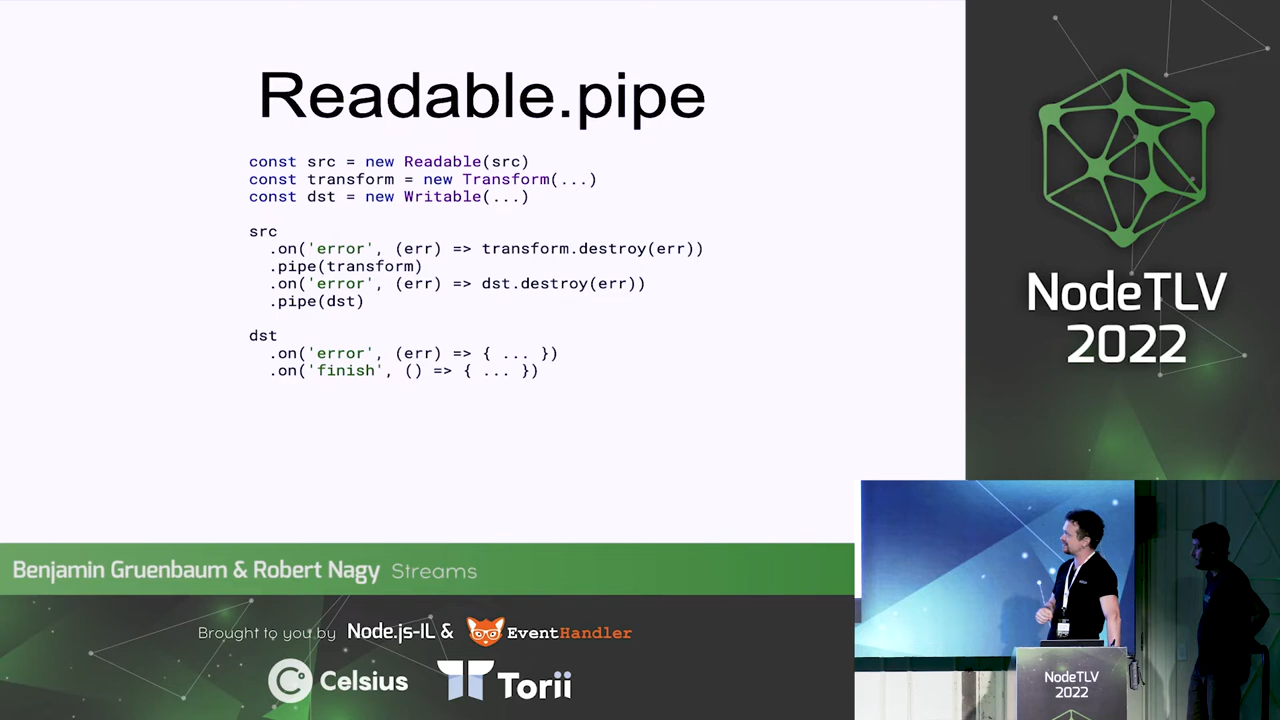 Readable.pipe
const src = new Readable(src)
const transform = new Transform(...)
const dst = new Writable(...)
src
.on('error', (err) => transform.destroy(err))
.pipe(transform)
.on('error', (err) => dst.destroy(err))
.pipe(dst)
dst
.on('error', (err) => { ... })
.on('finish', () => { ... })
NodeTLV
2022
Benjamin Gruenbaum & Robert Nagy Streams
Brought to you by Node.js-IL & EventHandler
Celsius Torii
NodeTLV
2022